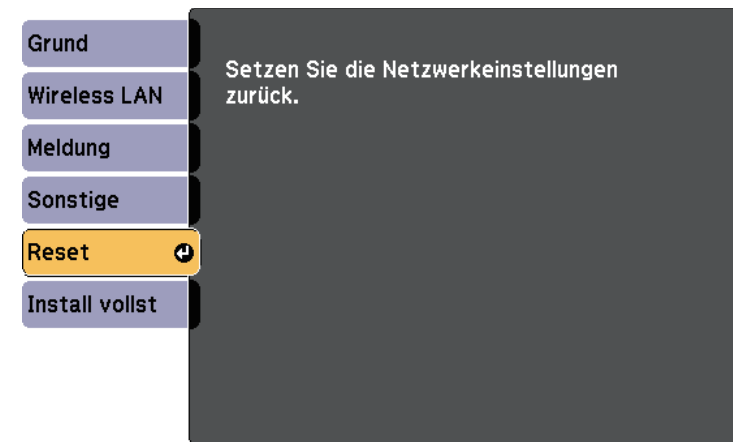 Grund
Wireless LAN
Meldung
Sonstige
Reset
Install vollst
Setzen Sie die Netzwerkeinstellungen
zurück.